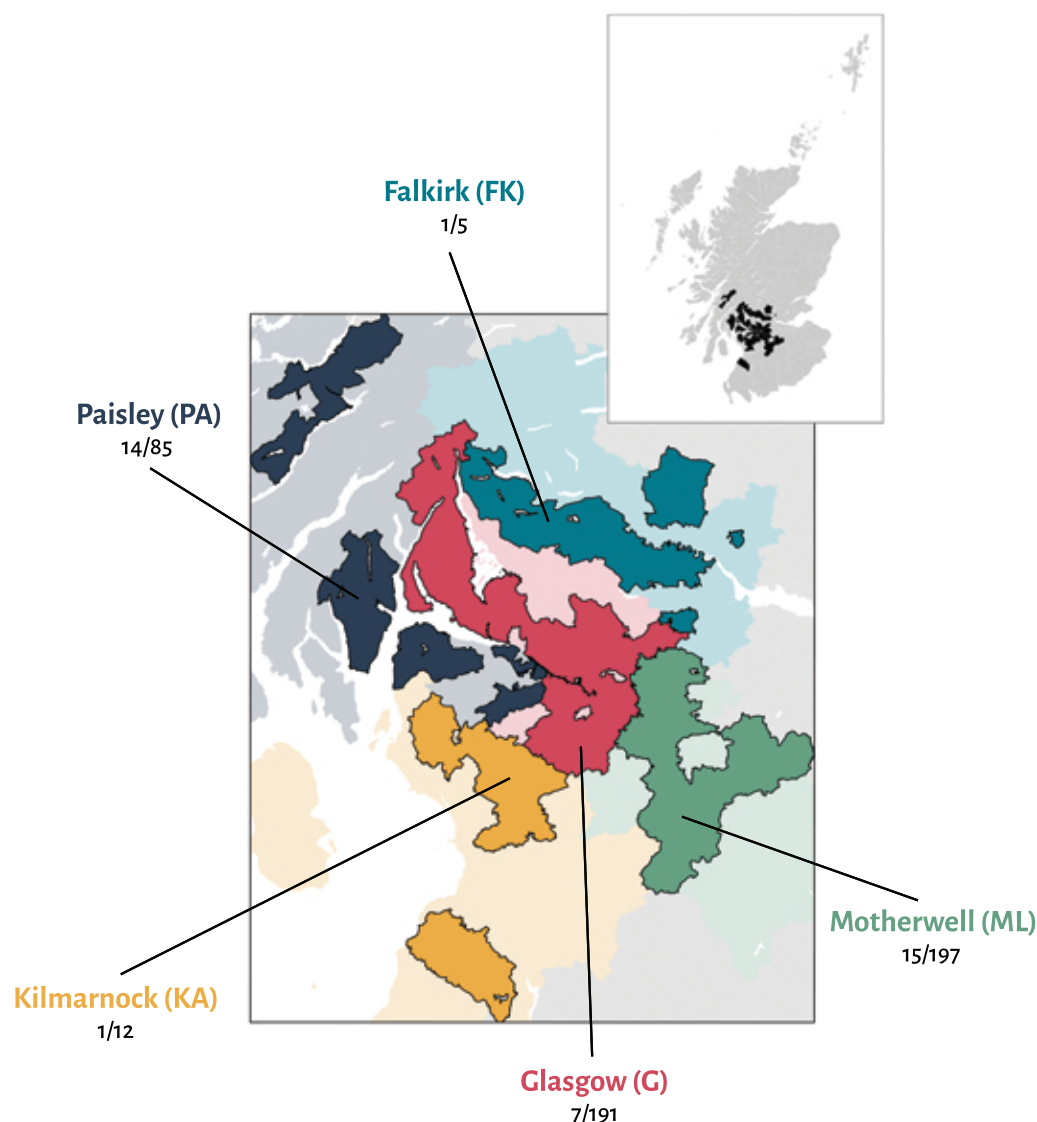 Falkirk (FK)
1/5
Paisley (PA)
14/85
Motherwell (ML)
15/197
Kilmarnock (KA)
1/12
Glasgow (G)
7/191